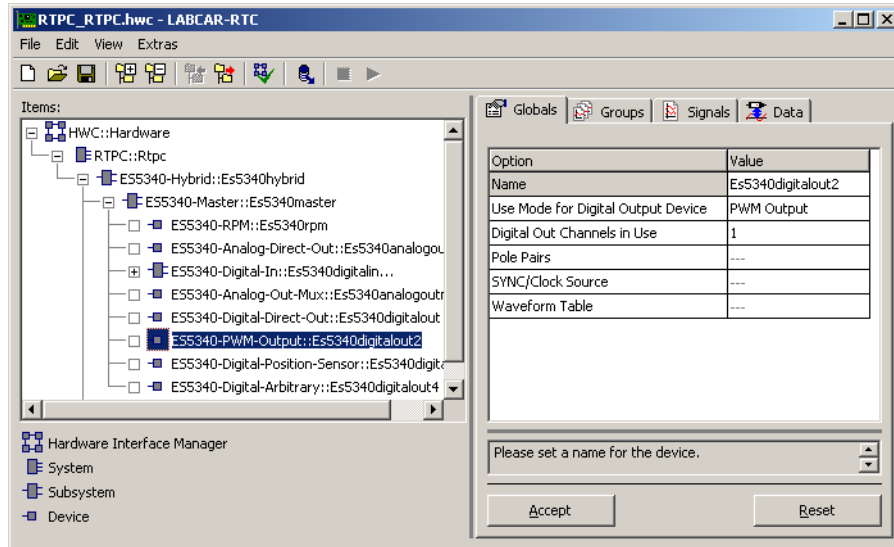 RTPC_RTPC.hwc - LABCAR-RTC
File Edit View Extras
Items:
HWC::Hardware
RTPC::Rtpc
ES5340-Hybrid::Es5340hybrid
ES5340-Master::Es5340master
ES5340-RPM::Es5340rpm
ES5340-Analog-Direct-Out::Es5340analogou
ES5340-Digital-In::Es5340digitalin...
ES5340-Analog-Out-Mux::Es5340analogoutr
ES5340-Digital-Direct-Out::Es5340digitalout
ES5340-PWM-Output::Es5340digitalout2
ES5340-Digital-Position-Sensor::Es5340digita
ES5340-Digital-Arbitrary::Es5340digitalout4
Hardware Interface Manager
System
Subsystem
Device
Globals Groups Signals Data
Option Value
Name Es5340digitalout2
Use Mode for Digital Output Device PWM Output
Digital Out Channels in Use 1
Pole Pairs ---
SYNC/Clock Source ---
Waveform Table ---
Please set a name for the device.
Accept Reset